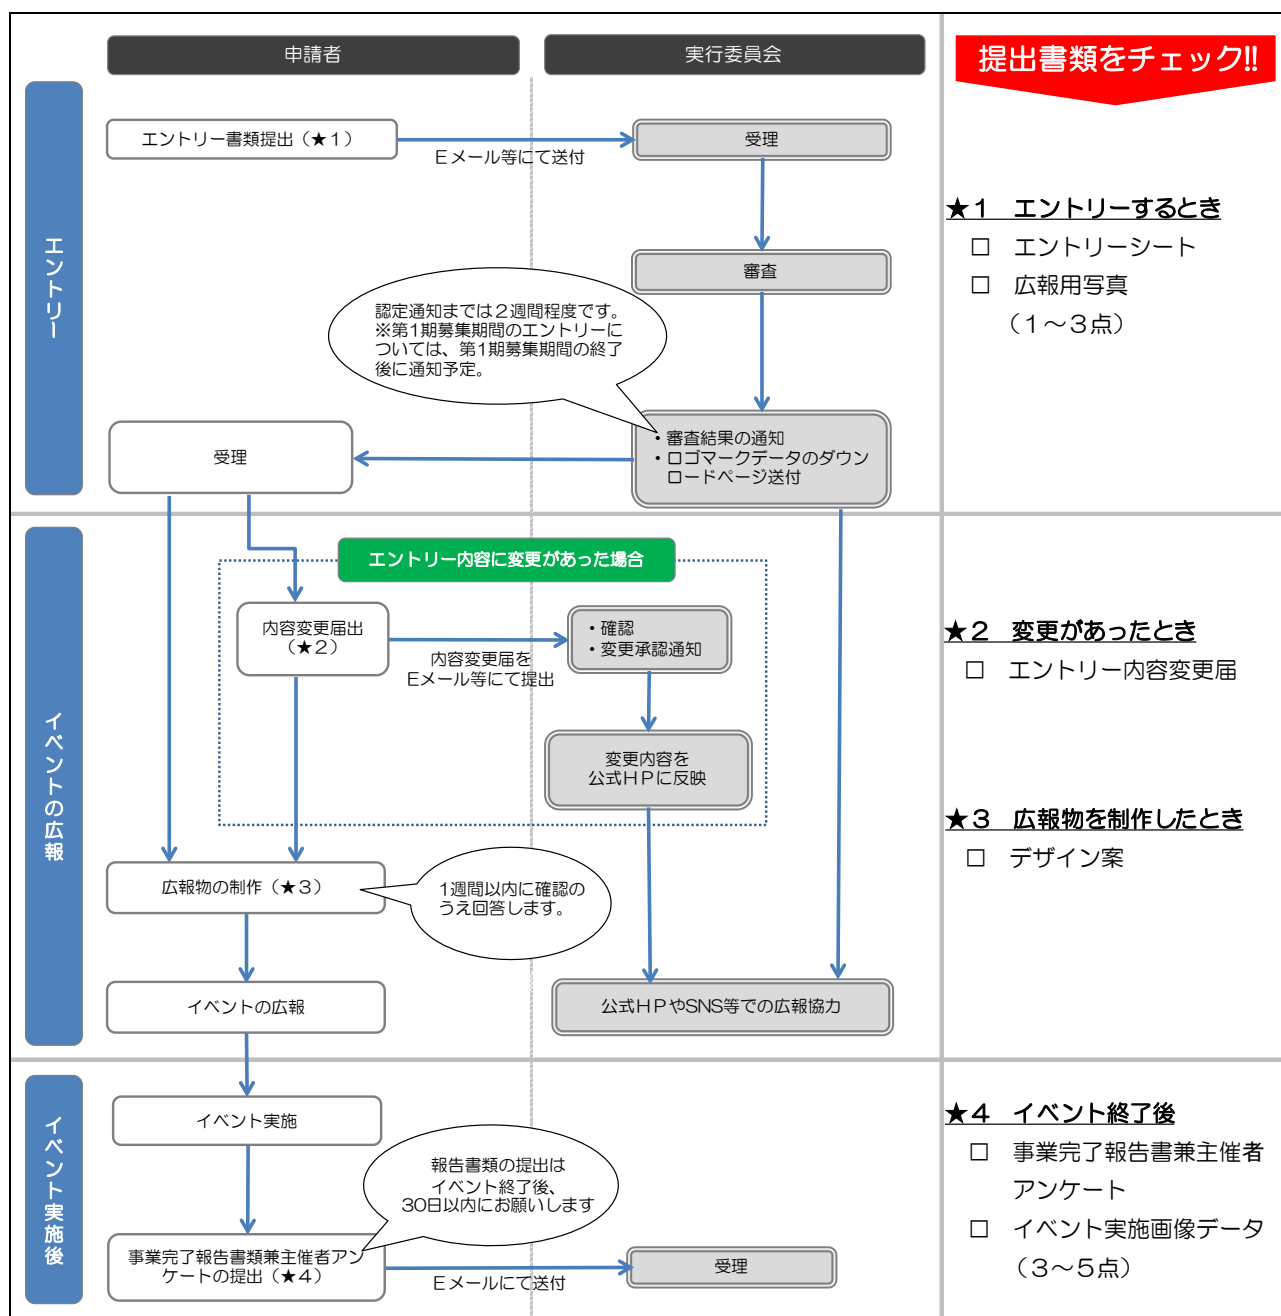 申請者
実行委員会
提出書類をチェック!!
エントリー
エントリー書類提出（★１）
Ｅメール等にて送付
受理
審査
認定通知までは２週間程度です。
※第1期募集期間のエントリーに
ついては、第1期募集期間の終了
後に通知予定。
・審査結果の通知
・ロゴマークデータのダウン
ロードページ送付
受理
★１　エントリーするとき
□　エントリーシート
□　広報用写真
（１～３点）
イベントの広報
エントリー内容に変更があった場合
内容変更届出
（★２）
内容変更届を
Ｅメール等にて提出
・確認
・変更承認通知
変更内容を
公式ＨＰに反映
広報物の制作（★３）
1週間以内に確認の
うえ回答します。
イベントの広報
公式ＨＰやSNS等での広報協力
★２　変更があったとき
□　エントリー内容変更届
★３　広報物を制作したとき
□　デザイン案
イベント実施後
イベント実施
報告書類の提出は
イベント終了後、
30日以内にお願いします
事業完了報告書類兼主催者アン
ケートの提出（★４）
Ｅメールにて送付
受理
★４　イベント終了後
□　事業完了報告書兼主催者
アンケート
□　イベント実施画像データ
（３～５点）